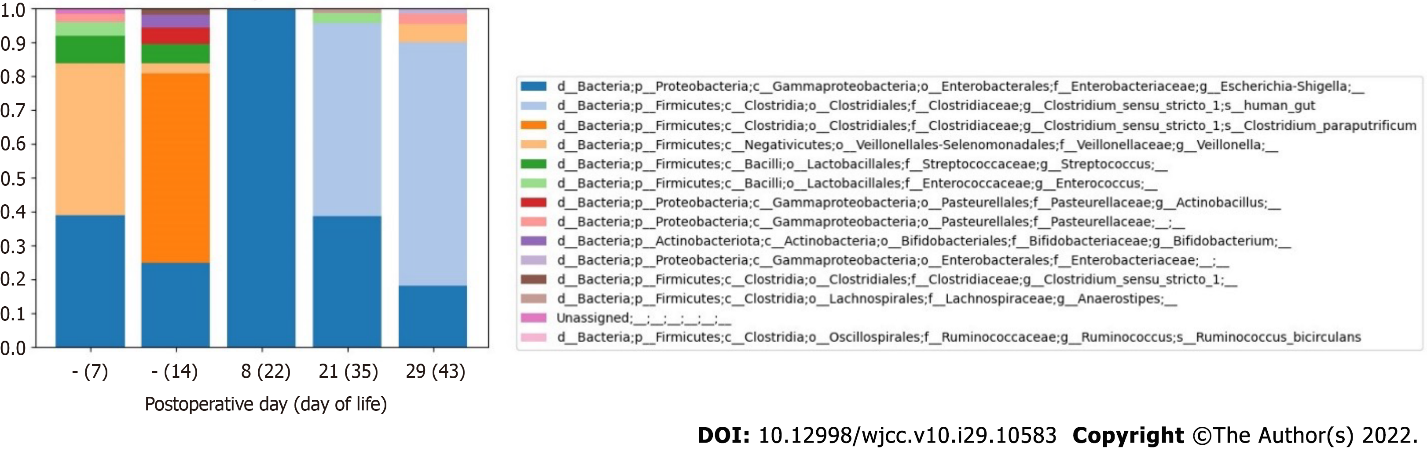 1.0
0.9
0.8
0.7
0.6
0.5
0.4
0.3
0.2
0.1
0.0
- (7) - (14) 8 (22) 21 (35) 29 (43)
Postoperative day (day of life)
d__Bacteria;p__Proteobacteria;c__Gammaproteobacteria;o__Enterobacterales;f__Enterobacteriaceae;g__Escherichia-Shigella;__
d__Bacteria;p__Firmicutes;c__Clostridia;o__Clostridiales;f__Clostridiaceae;g__Clostridium_sensu_stricto_1;s__human_gut
d__Bacteria;p__Firmicutes;c__Clostridia;o__Clostridiales;f__Clostridiaceae;g__Clostridium_sensu_stricto_1;s__Clostridium_paraputrificum
d__Bacteria;p__Firmicutes;c__Negativicutes;o__Veillonellales-Selenomonadales;f__Veillonellaceae;g__Veillonella;__
d__Bacteria;p__Firmicutes;c__Bacilli;o__Lactobacillales;f__Streptococcaceae;g__Streptococcus;__
d__Bacteria;p__Firmicutes;c__Bacilli;o__Lactobacillales;f__Enterococcaceae;g__Enterococcus;__
d__Bacteria;p__Proteobacteria;c__Gammaproteobacteria;o__Pasteurellales;f__Pasteurellaceae;g__Actinobacillus;__
d__Bacteria;p__Proteobacteria;c__Gammaproteobacteria;o__Pasteurellales;f__Pasteurellaceae;__;__
d__Bacteria;p__Actinobacteriota;c__Actinobacteria;o__Bifidobacteriales;f__Bifidobacteriaceae;g__Bifidobacterium;__
d__Bacteria;p__Proteobacteria;c__Gammaproteobacteria;o__Enterobacterales;f__Enterobacteriaceae;__;__
d__Bacteria;p__Firmicutes;c__Clostridia;o__Clostridiales;f__Clostridiaceae;g__Clostridium_sensu_stricto_1;__
d__Bacteria;p__Firmicutes;c__Clostridia;o__Lachnospirales;f__Lachnospiraceae;g__Anaerostipes;__
Unassigned;__;__;__;__;__;__
d__Bacteria;p__Firmicutes;c__Clostridia;o__Oscillospirales;f__Ruminococcaceae;g__Ruminococcus;s__Ruminococcus_bicirculans
DOI: 10.12998/wjcc.v10.i29.10583 Copyright ©The Author(s) 2022.